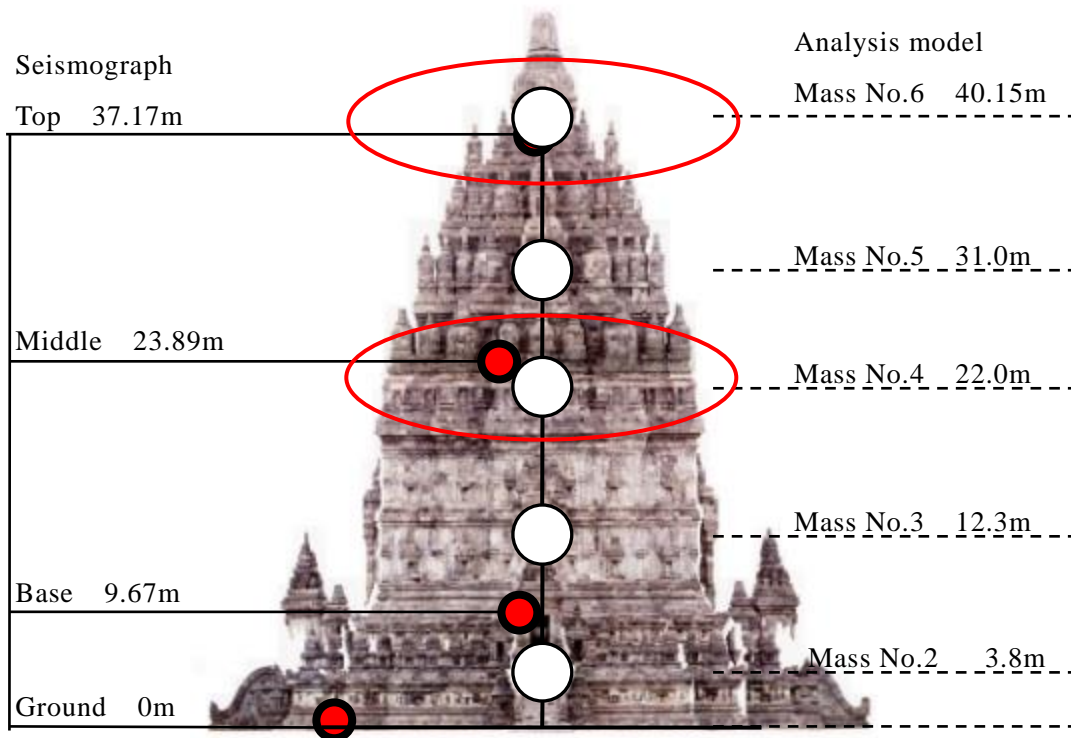 Seismograph
Top 37.17m
Middle 23.89m
Base 9.67m
Ground 0m
Analysis model
Mass No.6 40.15m
Mass No.5 31.0m
Mass No.4 22.0m
Mass No.3 12.3m
Mass No.2 3.8m